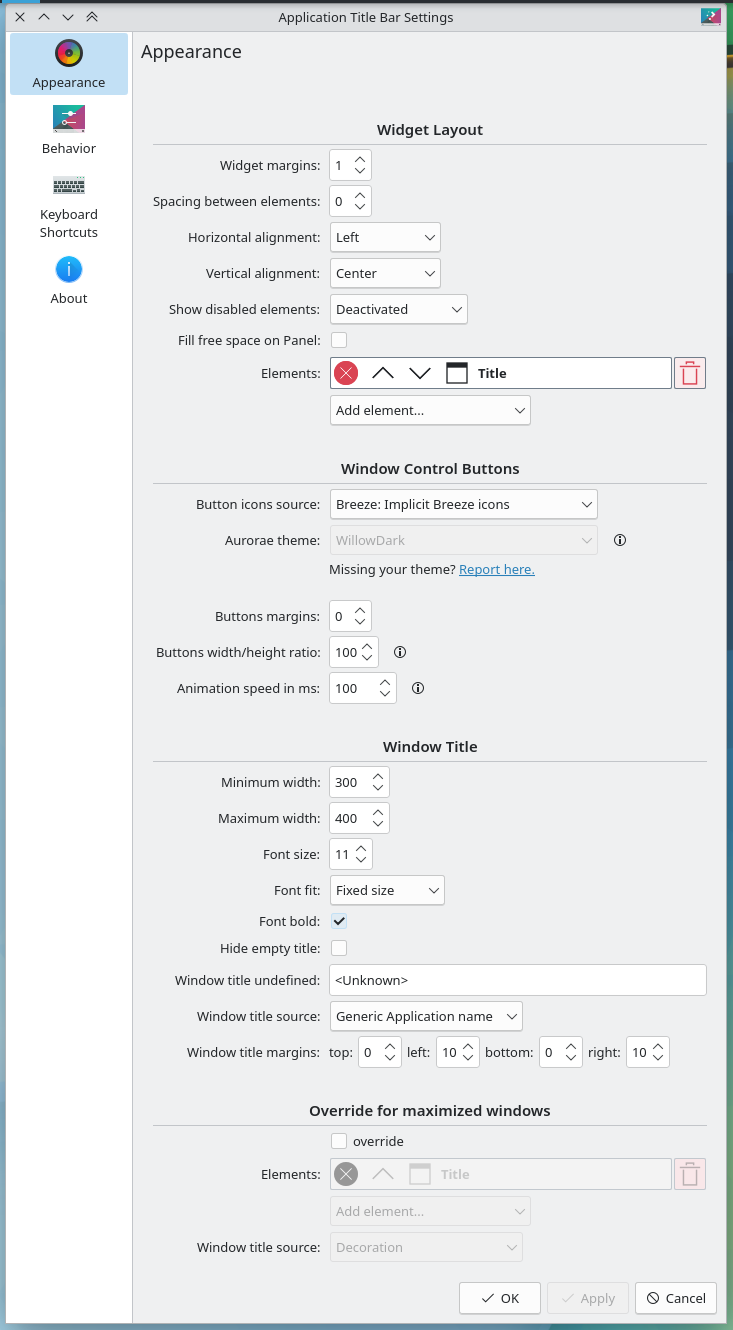 Application Title Bar Settings
Appearance
Behavior
Keyboard
Shortcuts
About
Appearance
Widget Layout
Widget margins: 1
Spacing between elements: 0
Horizontal alignment: Left
Vertical alignment: Center
Show disabled elements: Deactivated
Fill free space on Panel:
Elements: Title
Add element...
Window Control Buttons
Button icons source: Breeze: Implicit Breeze icons
Aurorae theme: WillowDark
Missing your theme? Report here.
Buttons margins: 0
Buttons width/height ratio: 100
Animation speed in ms: 100
Window Title
Minimum width: 300
Maximum width: 400
Font size: 11
Font fit: Fixed size
Font bold:
Hide empty title:
Window title undefined: <Unknown>
Window title source: Generic Application name
Window title margins: top: 0 left: 10 bottom: 0 right: 10
Override for maximized windows
override
Elements: Title
Add element...
Window title source: Decoration
OK Apply Cancel